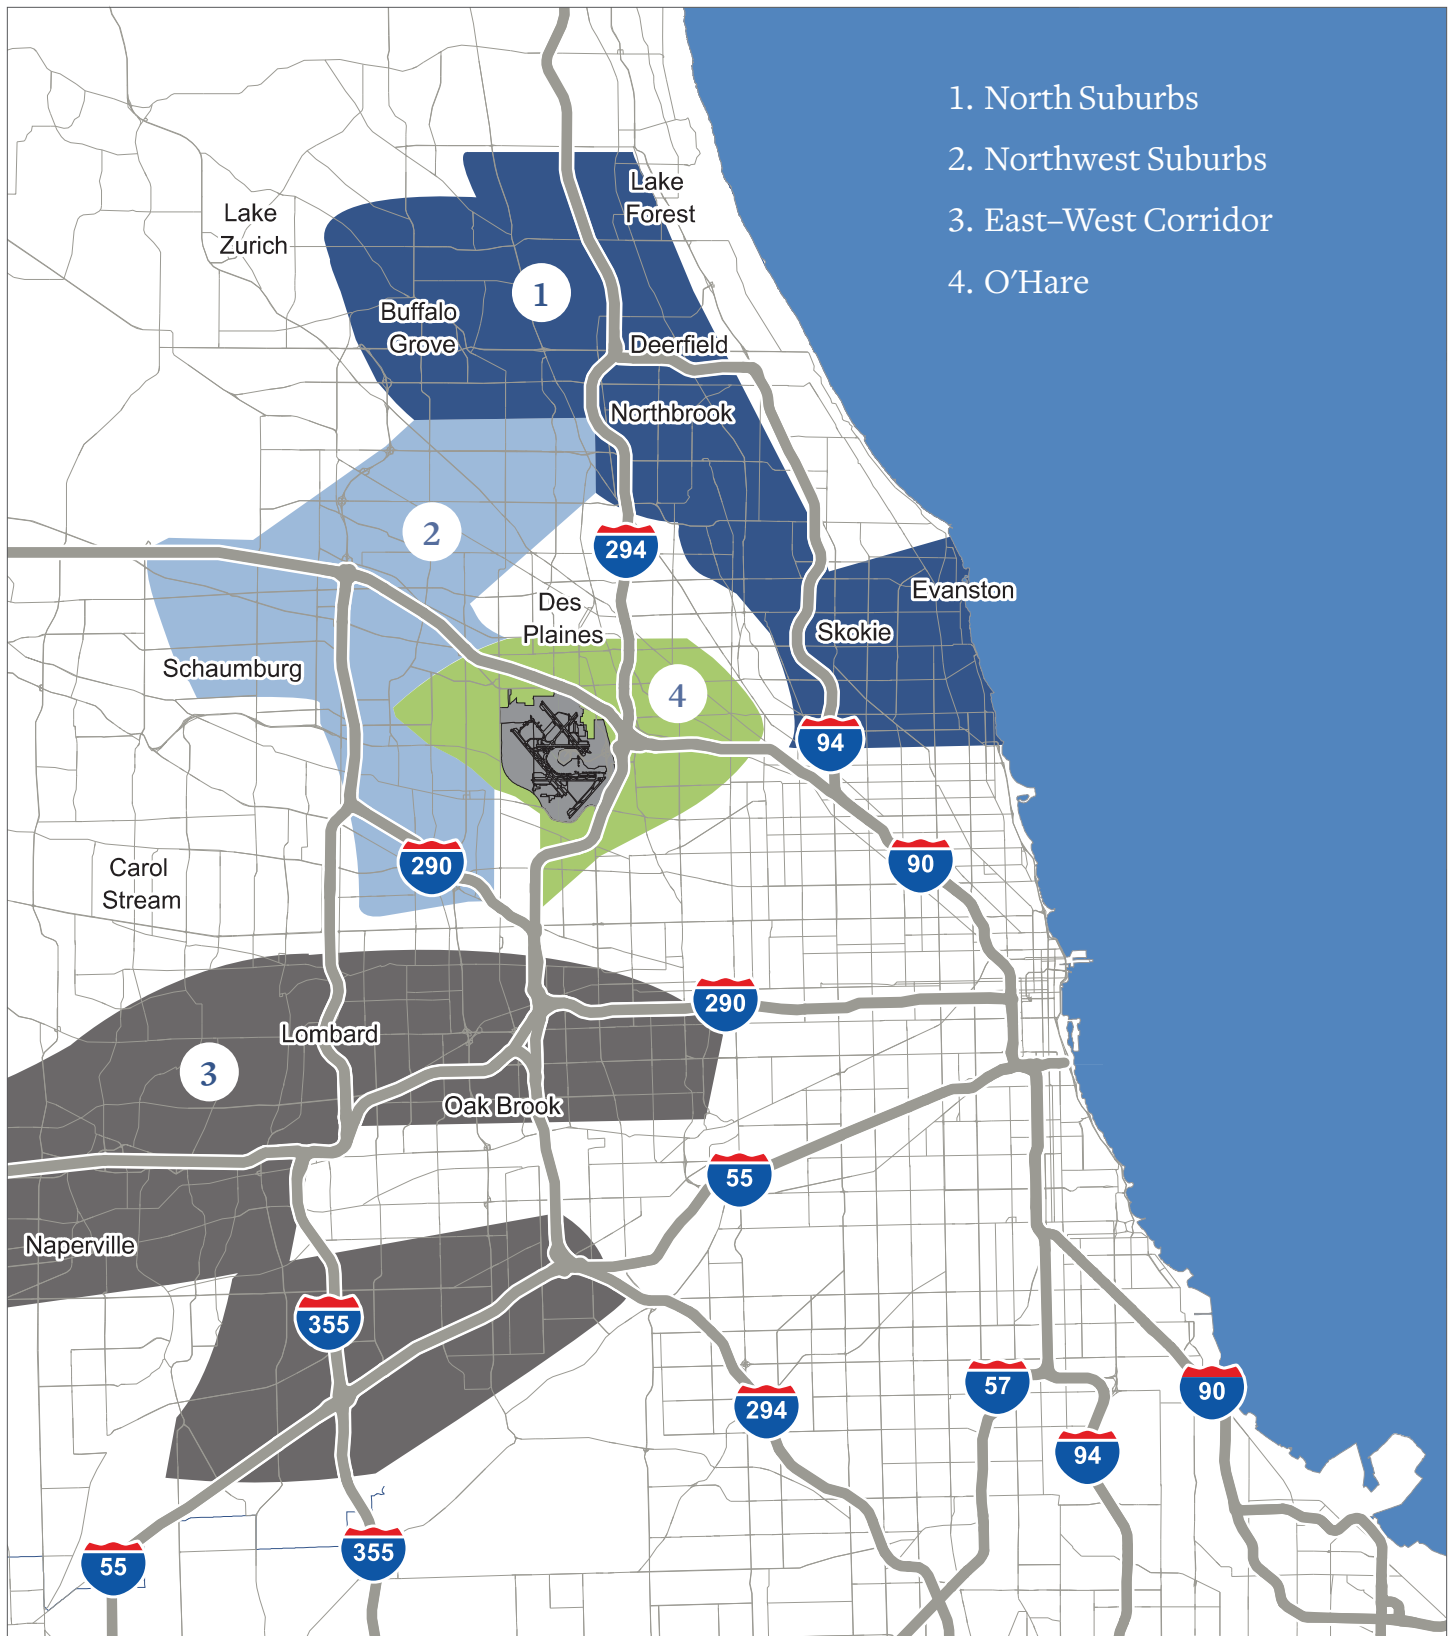 1. North Suburbs
2. Northwest Suburbs
3. East–West Corridor
4. O′Hare
Lake
Forest
Lake
Zurich
1
Buffalo
Grove
Deerfield
Northbrook
2
294
Des
Plaines
Evanston
Skokie
Schaumburg
4
94
290
90
Carol
Stream
290
Lombard
3
Oak Brook
55
Naperville
355
57
90
294
94
55
355